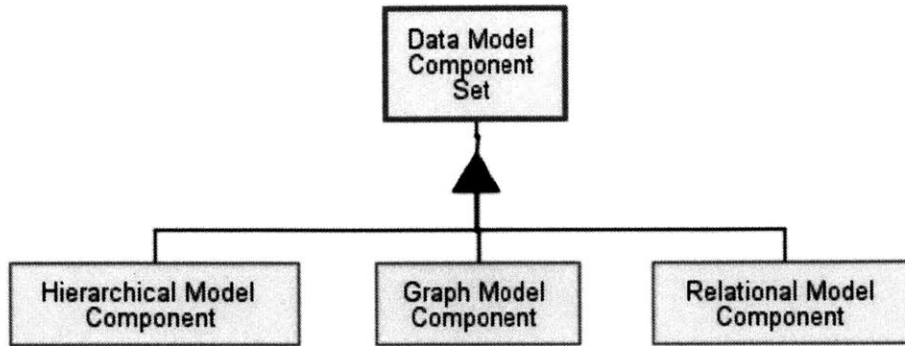 Data Model
Component
Set
Hierarchical Model
Component
Graph Model
Component
Relational Model
Component